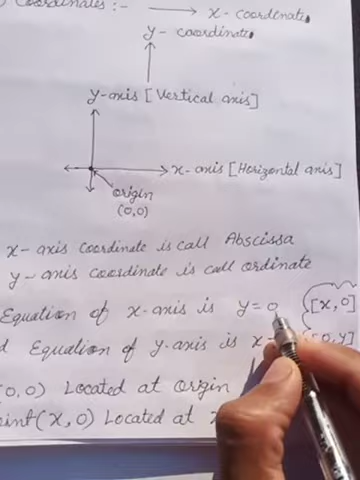 Coordinates :- → x-coordinate.
y-coordinate.
y-axis [Vertical axis]
x-axis [Horizontal axis]
origin
(0,0)
x-axis coordinate is call Abscissa
y-axis coordinate is call ordinate
Equation of x-axis is y=0 [x,0]
Equation of y-axis is x
(0,0) Located at origin
(x,0) Located at